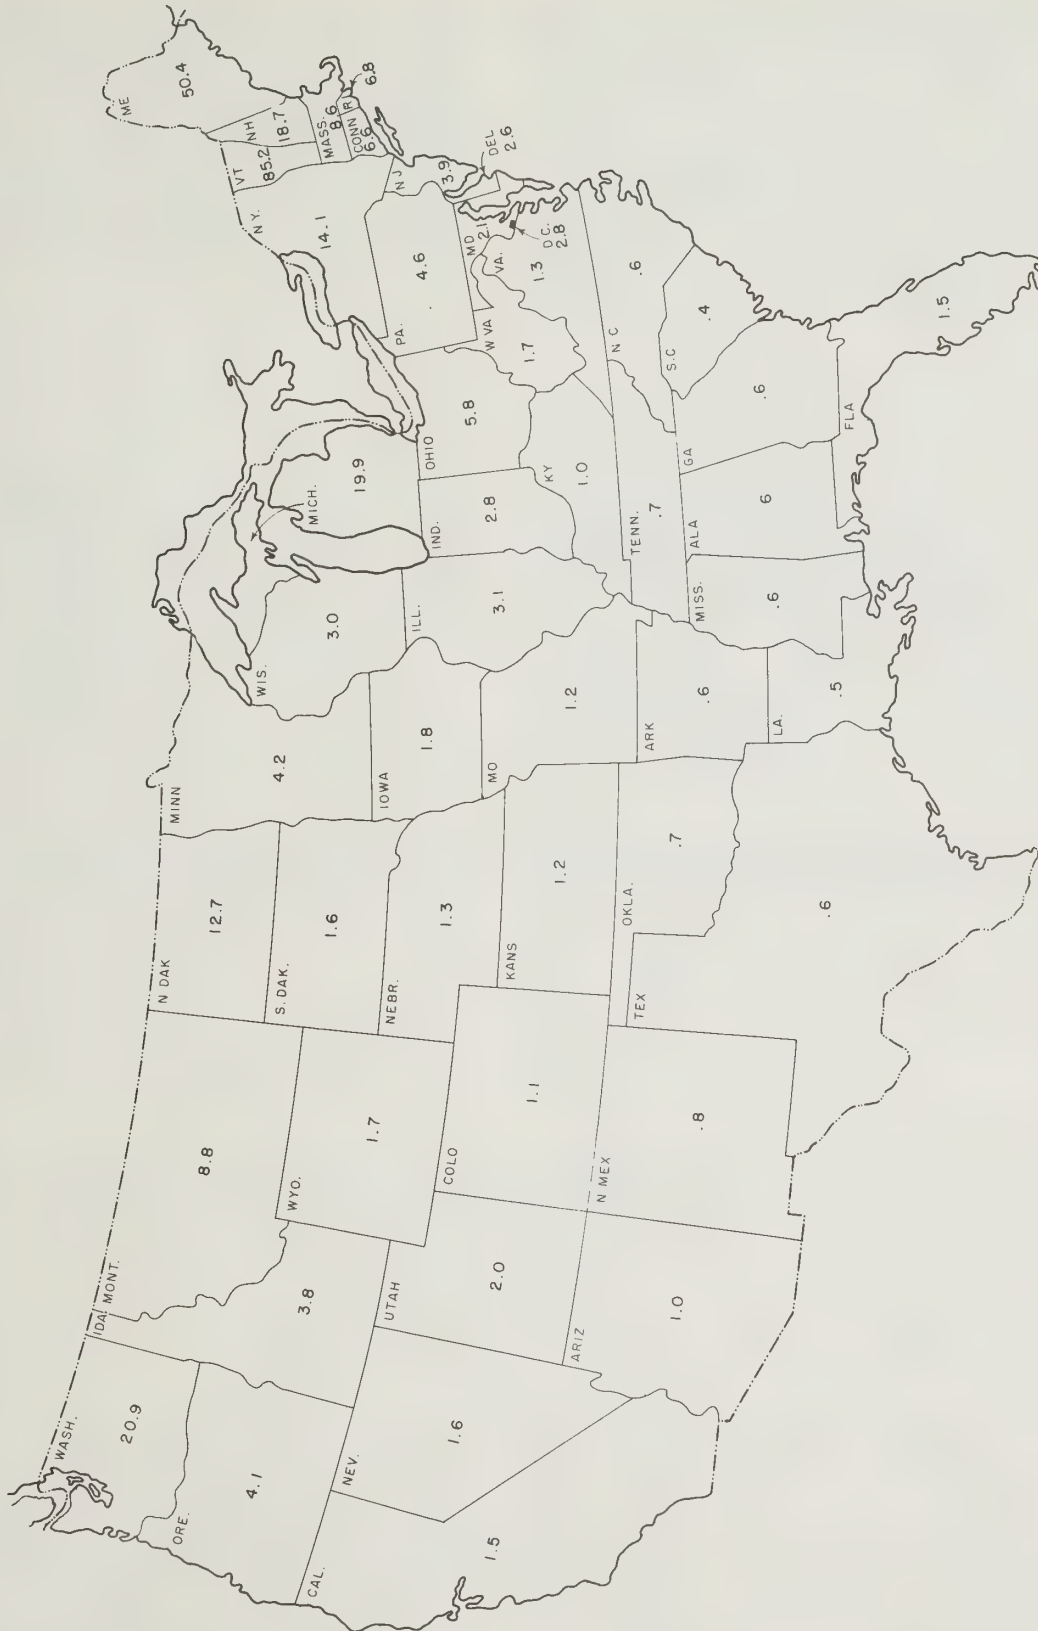 WASH.
20.9
ORE.
4.1
CAL.
1.5
NEV.
1.6
IDA.
3.8
MONT.
8.8
WYO.
1.7
UTAH
2.0
ARIZ
1.0
COLO
1.1
N MEX
.8
N DAK
12.7
S. DAK.
1.6
NEBR.
1.3
KANS
1.2
OKLA.
.7
TEX
.6
MINN
4.2
IOWA
1.8
MO
1.2
ARK
.6
LA.
.5
WIS.
3.0
ILL.
3.1
MICH.
19.9
IND.
2.8
OHIO
5.8
KY
1.0
TENN.
.7
MISS.
.6
ALA
6
GA
.6
FLA
1.5
S.C
.4
N C
.6
VA.
1.3
W VA
1.7
D.C.
2.8
MD
2.1
DEL
2.6
PA.
4.6
NJ
3.9
N.Y.
14.1
CONN
6.6
R I
6.8
MASS.
8.6
VT
85.2
NH
18.7
ME
50.4